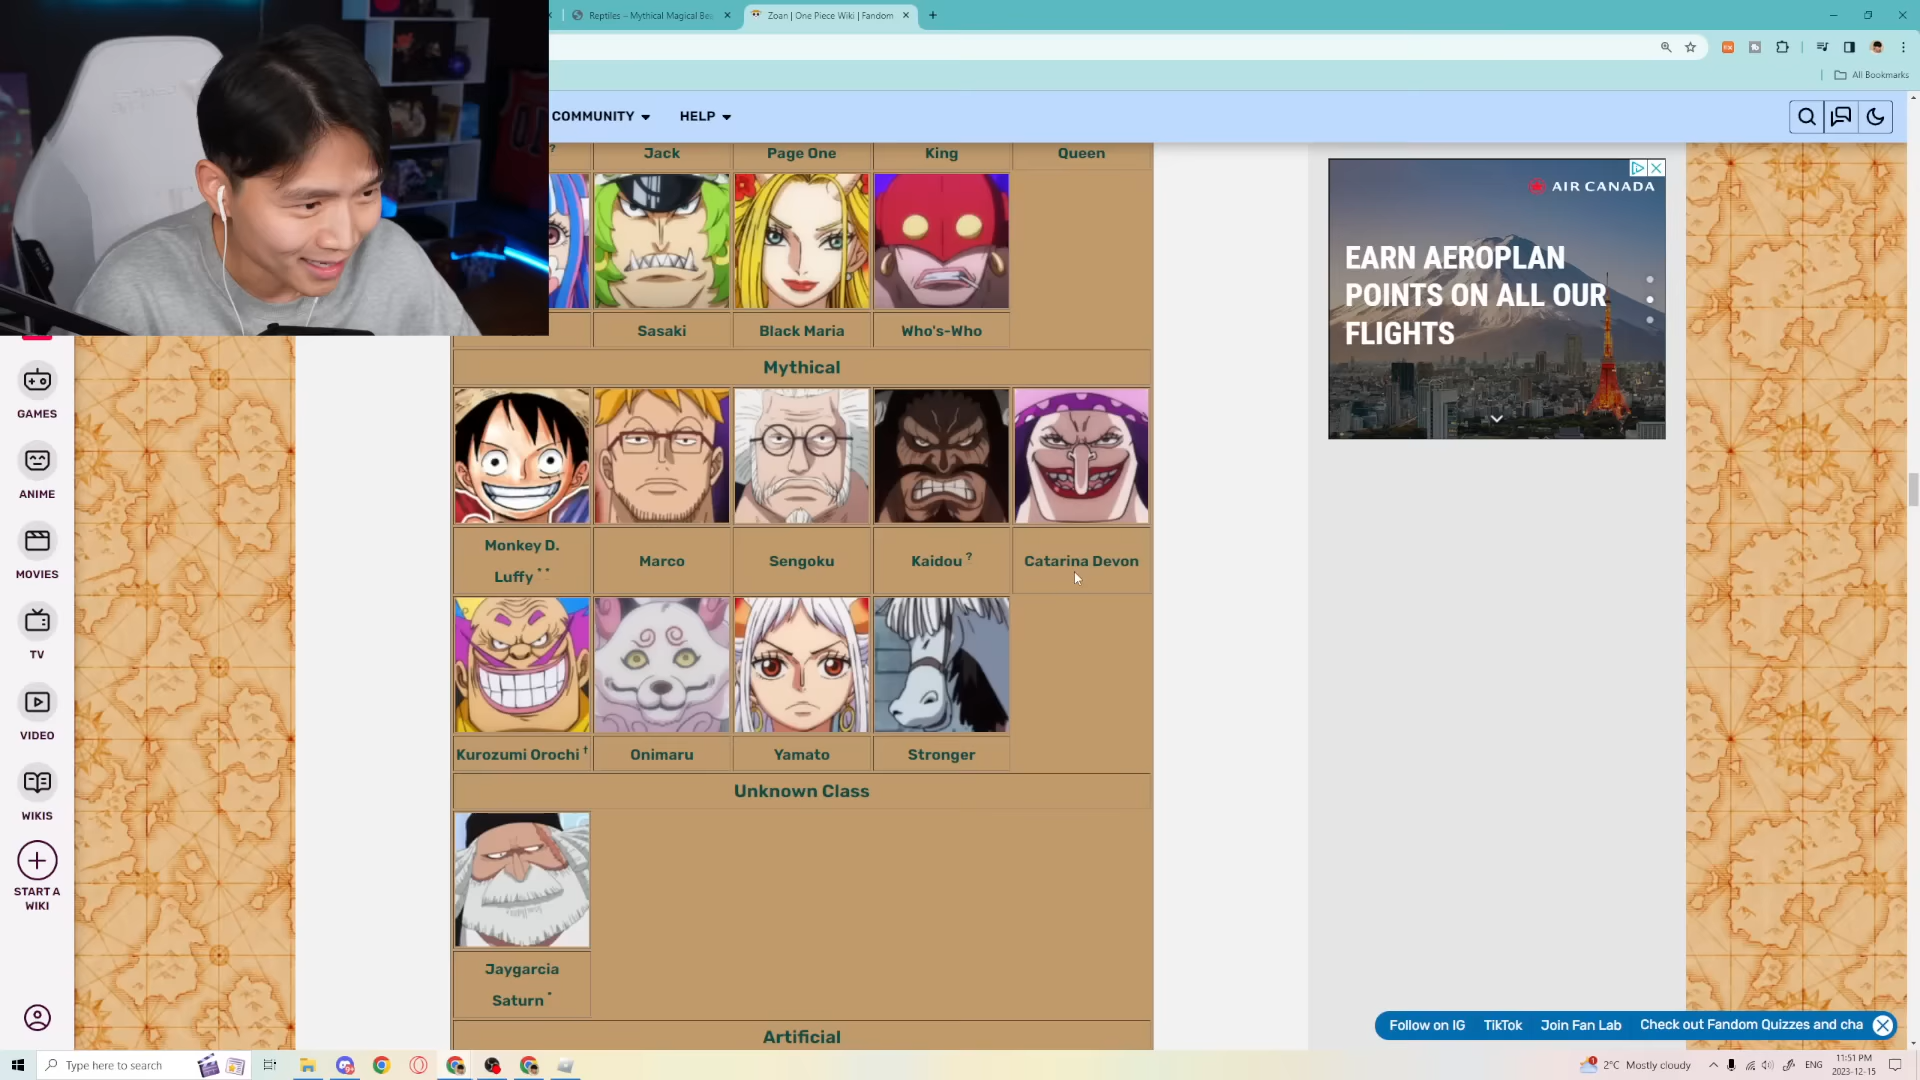 Reptiles – Mythical Magical Bea
Zoan | One Piece Wiki | Fandom
All Bookmarks
COMMUNITY
HELP
?
Jack
Page One
King
Queen
AIR CANADA
EARN AEROPLAN
POINTS ON ALL OUR
FLIGHTS
Sasaki
Black Maria
Who's-Who
Mythical
GAMES
ANIME
MOVIES
TV
VIDEO
WIKIS
START A
WIKI
Monkey D.
Luffy * *
Marco
Sengoku
Kaidou ?
Catarina Devon
Kurozumi Orochi †
Onimaru
Yamato
Stronger
Unknown Class
Jaygarcia
Saturn *
Artificial
Follow on IG
TikTok
Join Fan Lab
Check out Fandom Quizzes and cha
Type here to search
2°C Mostly cloudy
ENG
11:51 PM
2023-12-15